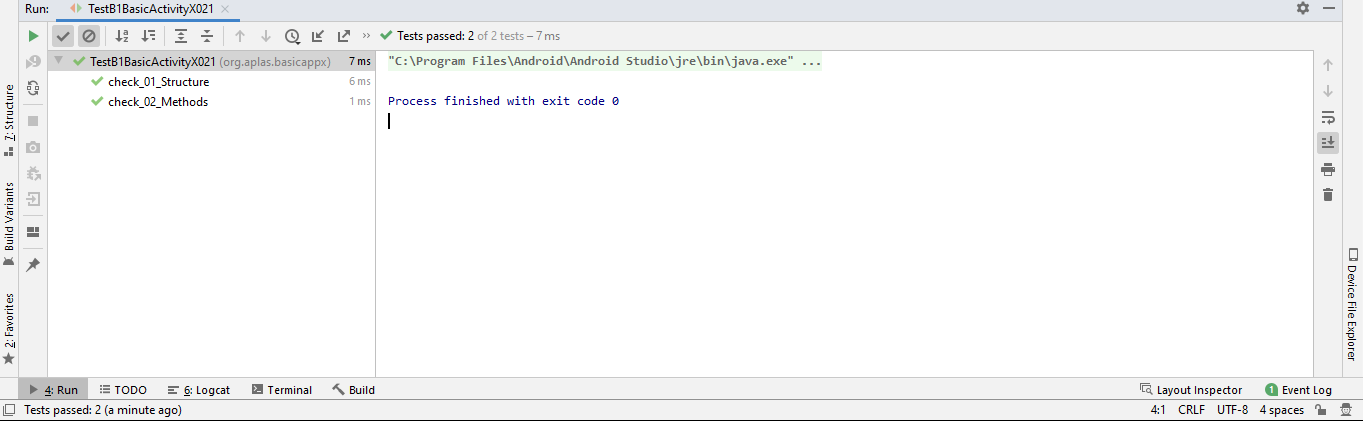 Run: TestB1BasicActivityX021
Tests passed: 2 of 2 tests – 7 ms
TestB1BasicActivityX021 (org.aplas.basicappx) 7 ms
check_01_Structure 6 ms
check_02_Methods 1 ms
"C:\Program Files\Android\Android Studio\jre\bin\java.exe" ...
Process finished with exit code 0
7: Structure
Build Variants
2: Favorites
Device File Explorer
4: Run TODO 6: Logcat Terminal Build Layout Inspector 1 Event Log
Tests passed: 2 (a minute ago) 4:1 CRLF UTF-8 4 spaces